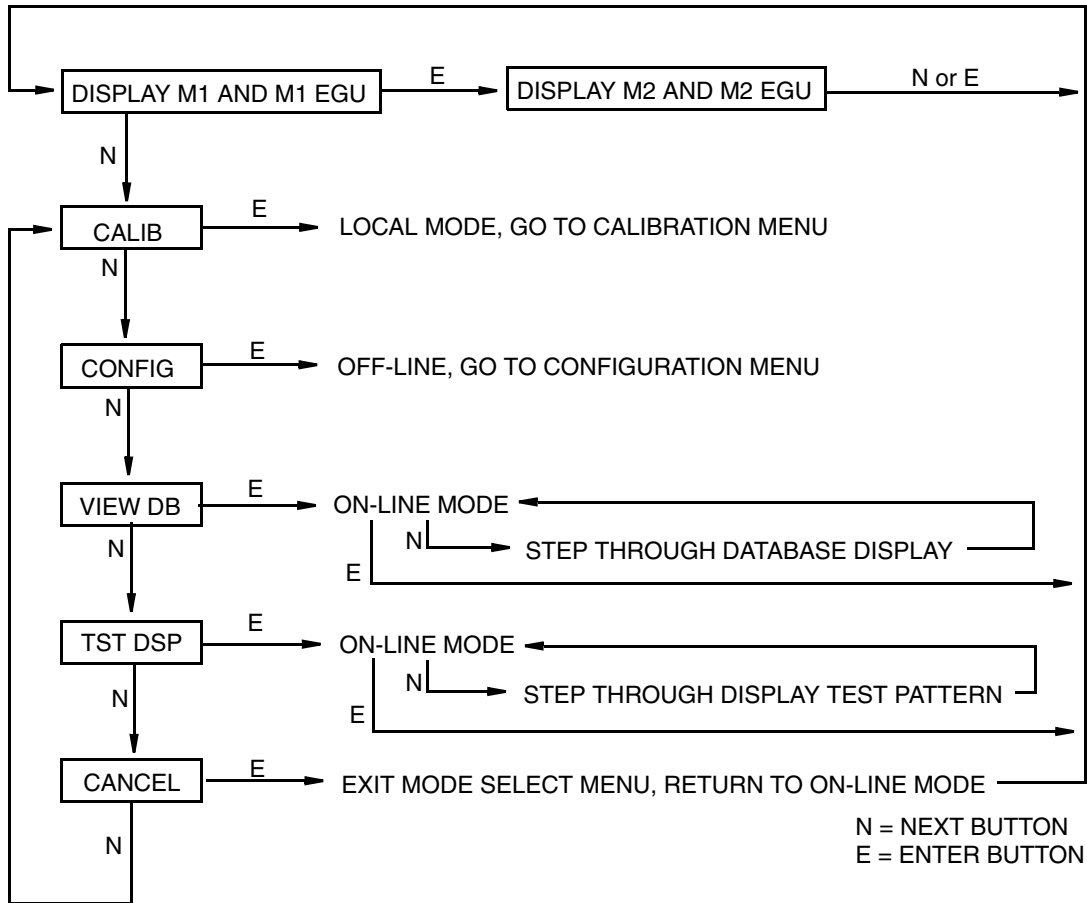 DISPLAY M1 AND M1 EGU
E
DISPLAY M2 AND M2 EGU
N or E
N
CALIB
E
LOCAL MODE, GO TO CALIBRATION MENU
N
CONFIG
E
OFF-LINE, GO TO CONFIGURATION MENU
N
VIEW DB
E
ON-LINE MODE
N
STEP THROUGH DATABASE DISPLAY
E
N
TST DSP
E
ON-LINE MODE
N
STEP THROUGH DISPLAY TEST PATTERN
E
N
CANCEL
E
EXIT MODE SELECT MENU, RETURN TO ON-LINE MODE
N
N = NEXT BUTTON
E = ENTER BUTTON